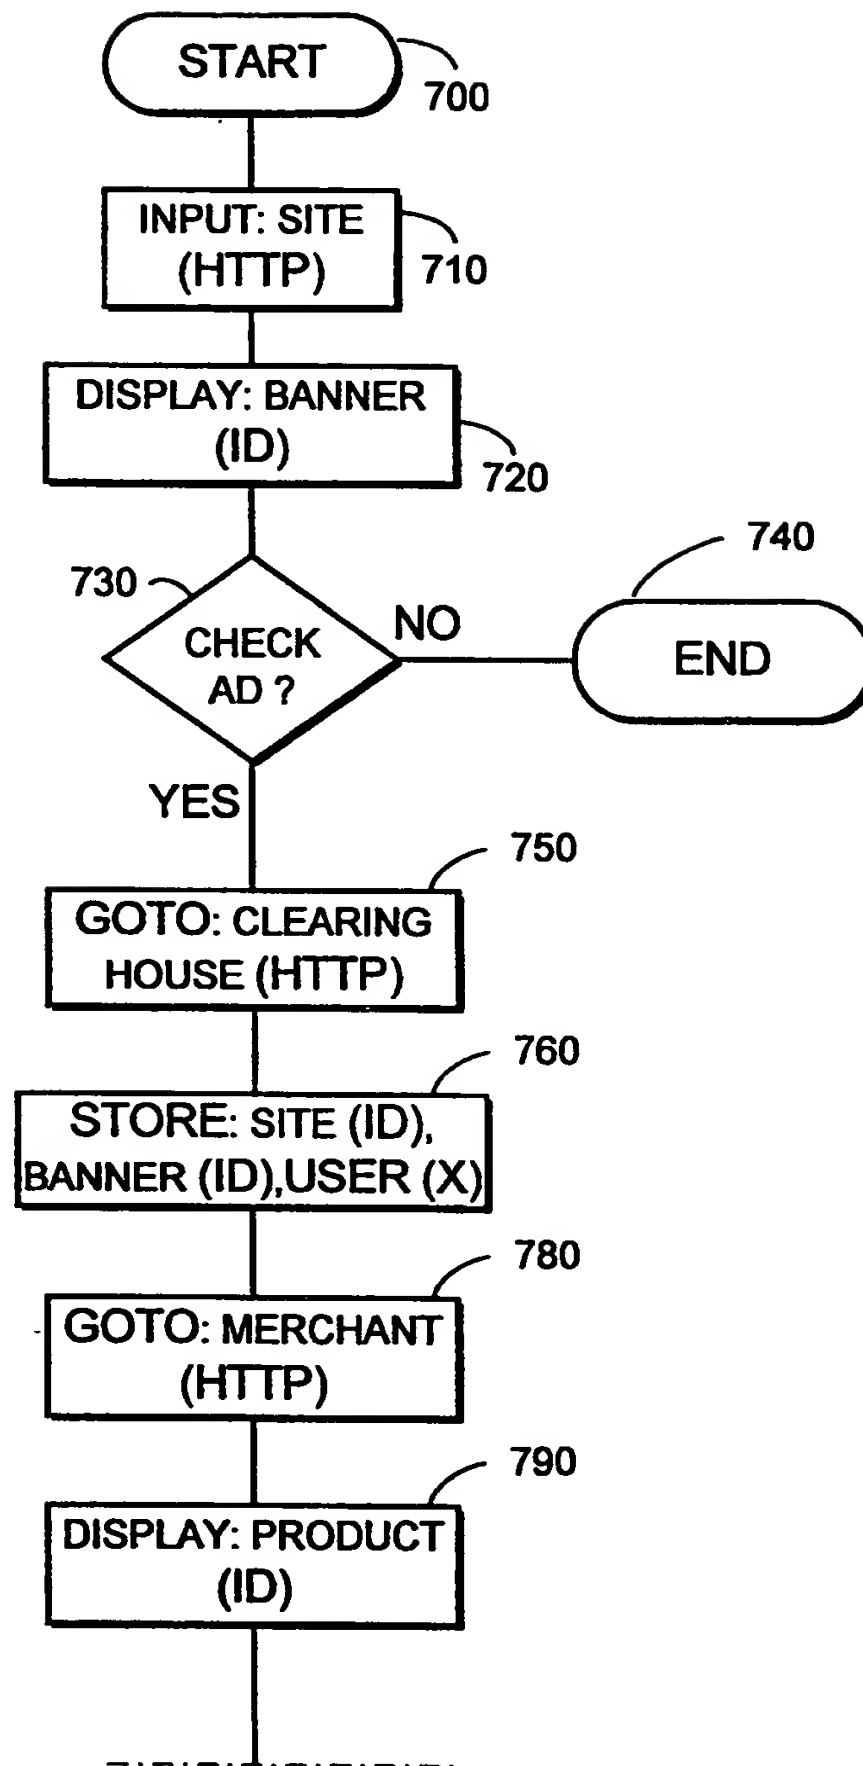 START
700
INPUT: SITE
(HTTP)
710
DISPLAY: BANNER
(ID)
720
730
CHECK
AD ?
NO
740
END
YES
750
GOTO: CLEARING
HOUSE (HTTP)
760
STORE: SITE (ID),
BANNER (ID),USER (X)
780
GOTO: MERCHANT
(HTTP)
790
DISPLAY: PRODUCT
(ID)